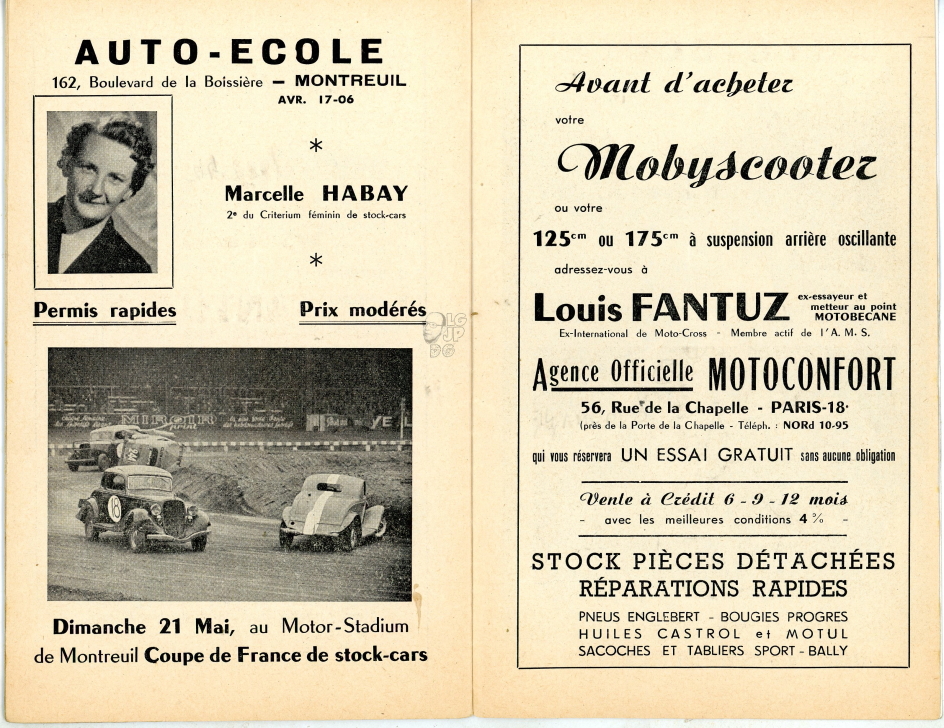 AUTO-ECOLE
162, Boulevard de la Boissière — MONTREUIL
AVR. 17-06
*
Marcelle HABAY
2e du Criterium féminin de stock-cars
*
Permis rapides
Prix modérés
MIROIR
print
18
Dimanche 21 Mai, au Motor-Stadium
de Montreuil Coupe de France de stock-cars
Avant d'acheter
votre
Mobyscooter
ou votre
125cm ou 175cm à suspension arrière oscillante
adressez-vous à
Louis FANTUZ ex-essayeur et
metteur au point
MOTOBECANE
Ex-International de Moto-Cross - Membre actif de l'A. M. S.
Agence Officielle MOTOCONFORT
56, Rue de la Chapelle - PARIS-18e
(près de la Porte de la Chapelle - Téléph. : NORd 10-95
qui vous réservera UN ESSAI GRATUIT sans aucune obligation
Vente à Crédit 6 - 9 - 12 mois
- avec les meilleures conditions 4 % -
STOCK PIÈCES DÉTACHÉES
RÉPARATIONS RAPIDES
PNEUS ENGLEBERT - BOUGIES PROGRES
HUILES CASTROL et MOTUL
SACOCHES ET TABLIERS SPORT - BALLY